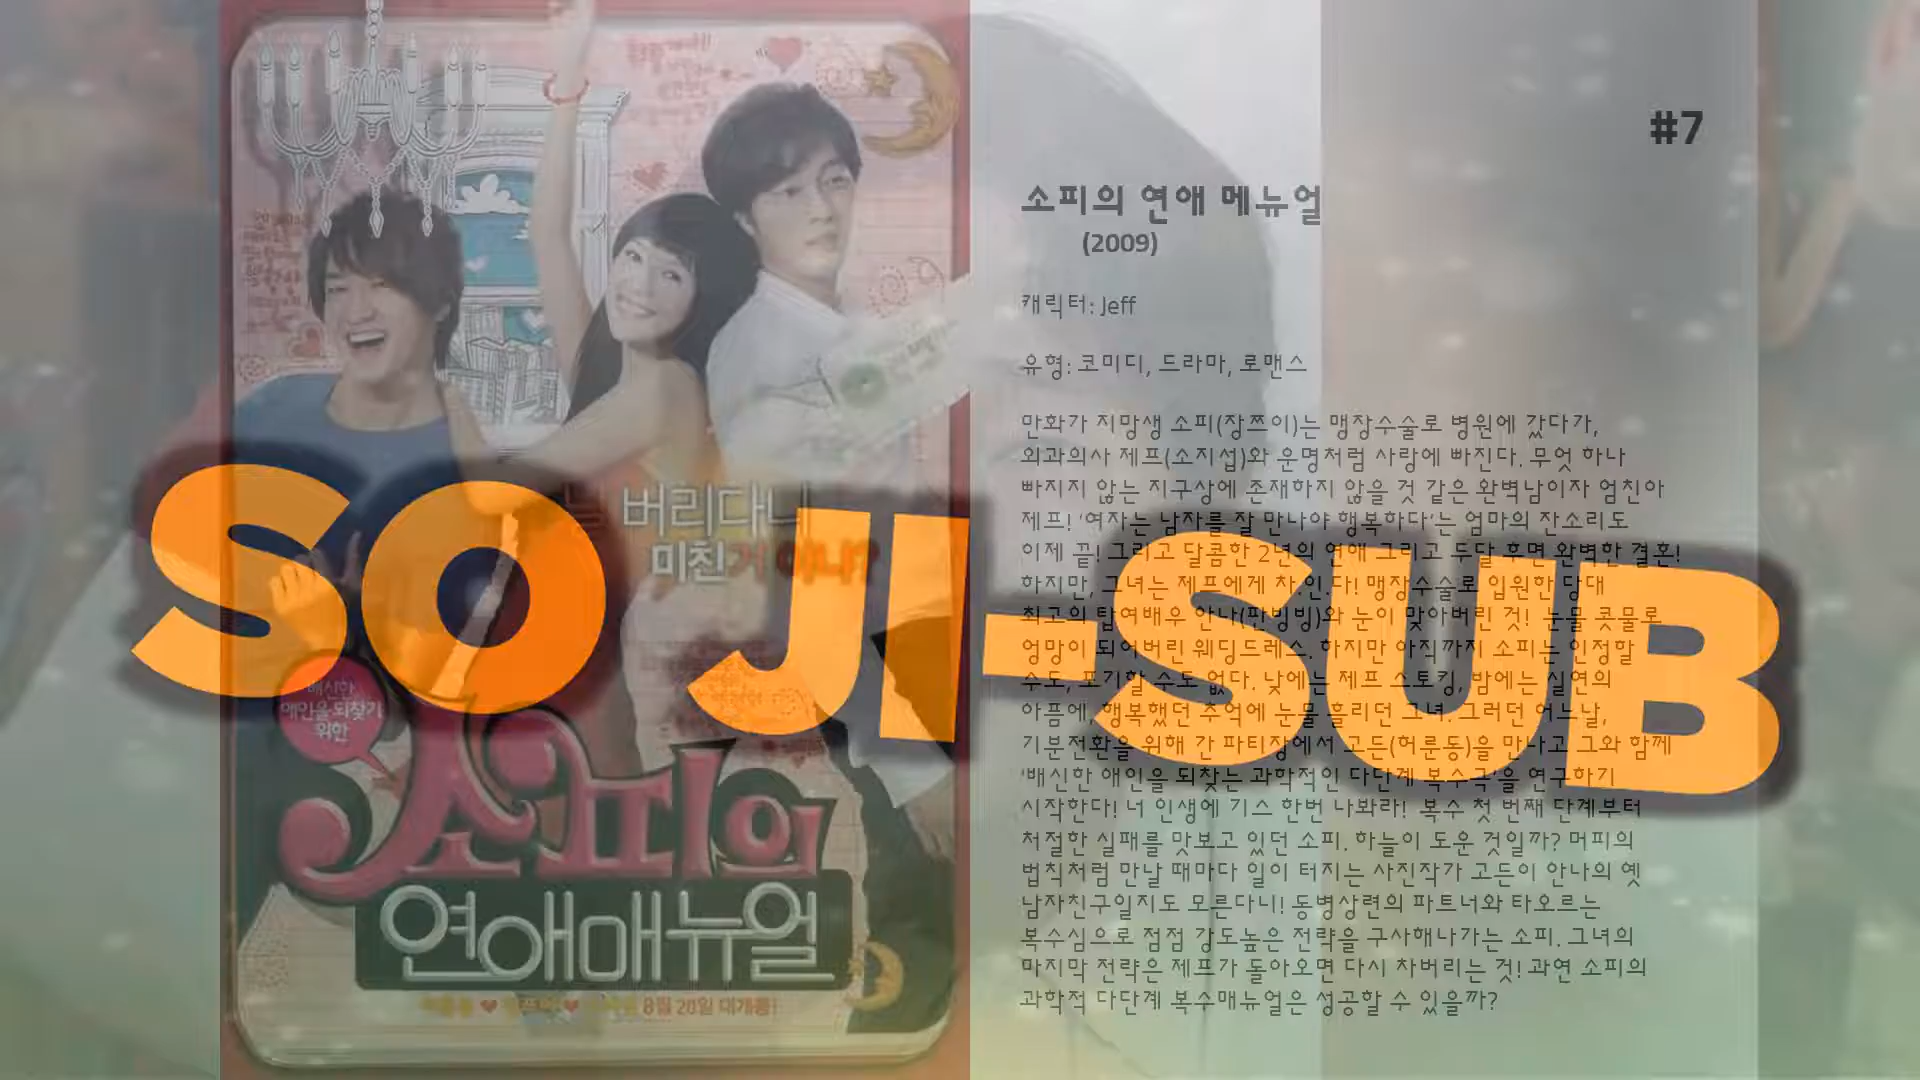 #7
소피의 연애 메뉴얼
(2009)
캐릭터: Jeff
유형: 코미디, 드라마, 로맨스
만화가 지망생 소피(장쯔이)는 맹장수술로 병원에 갔다가,
외과의사 제프(소지섭)와 운명처럼 사랑에 빠진다. 무엇 하나
빠지지 않는 지구상에 존재하지 않을 것 같은 완벽남이자 엄친아
제프! '여자는 남자를 잘 만나야 행복하다'는 엄마의 잔소리도
이제 끝! 그리고 달콤한 2년의 연애 그리고 두달 후면 완벽한 결혼!
하지만, 그녀는 제프에게 차.인.다! 맹장수술로 입원한 당대
최고의 탑여배우 안나(판빙빙)와 눈이 맞아버린 것! 눈물 콧물로
엉망이 되어버린 웨딩드레스. 하지만 아직까지 소피는 인정할
수도, 포기할 수도 없다. 낮에는 제프 스토킹, 밤에는 실연의
아픔에, 행복했던 추억에 눈물 흘리던 그녀. 그러던 어느날,
기분전환을 위해 간 파티장에서 고든(허룬동)을 만나고 그와 함께
'배신한 애인을 되찾는 과학적인 다단계 복수극'을 연구하기
시작한다! 너 인생에 기스 한번 나봐라! 복수 첫 번째 단계부터
처절한 실패를 맛보고 있던 소피. 하늘이 도운 것일까? 머피의
법칙처럼 만날 때마다 일이 터지는 사진작가 고든이 안나의 옛
남자친구일지도 모른다니! 동병상련의 파트너와 타오르는
복수심으로 점점 강도높은 전략을 구사해나가는 소피. 그녀의
마지막 전략은 제프가 돌아오면 다시 차버리는 것! 과연 소피의
과학적 다단계 복수매뉴얼은 성공할 수 있을까?
SO JI-SUB
날 버리다니
미친거 아냐?
배신한
애인을 되찾기
위한
소피의
연애매뉴얼
8월 20일 대개봉!